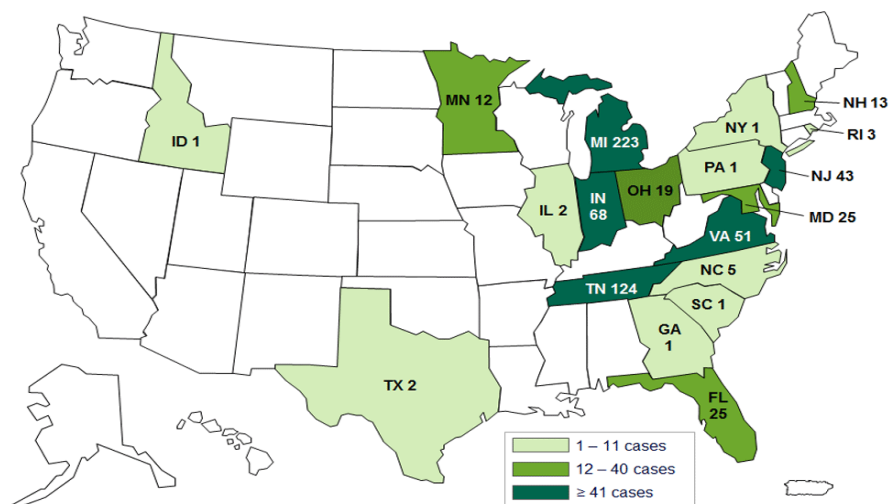 MN 12
NH 13
ID 1
NY 1
RI 3
MI 223
PA 1
NJ 43
OH 19
IN
68
IL 2
MD 25
VA 51
NC 5
TN 124
SC 1
GA
1
TX 2
FL
25
1 – 11 cases
12 – 40 cases
≥ 41 cases